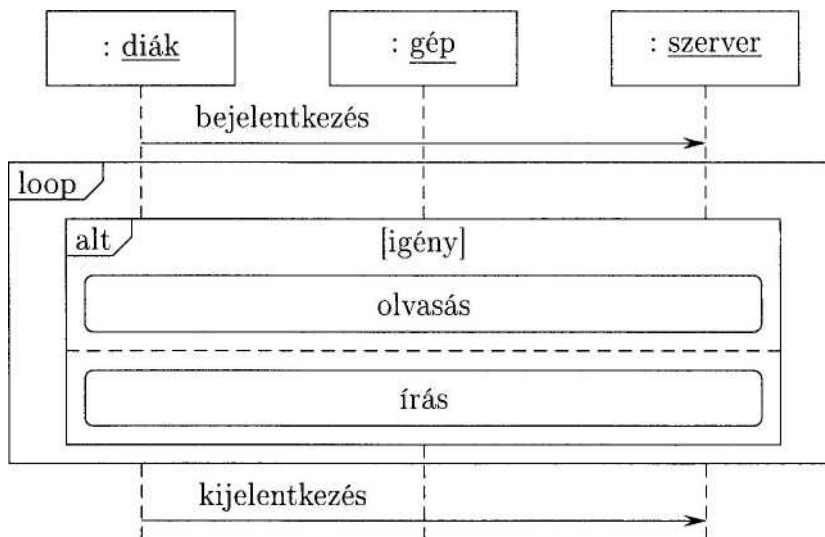 : diák
: gép
: szerver
bejelentkezés
loop
alt
[igény]
olvasás
írás
kijelentkezés